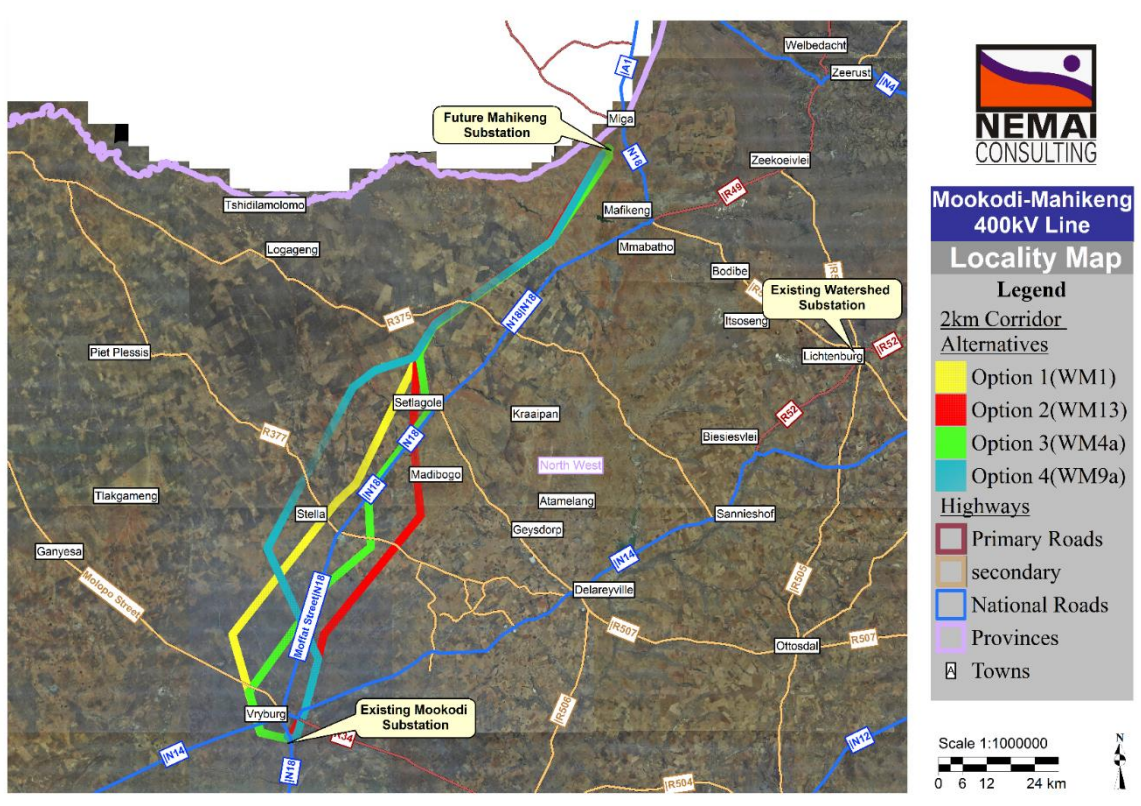 Welbedacht
Zeerust
|A1|
|N4
Future Mahikeng
Substation
Miga
|N18
Zeekoeivlei
Tshidilamolomo
Mafikeng
|R49
Logageng
Mmabatho
Bodibe
Existing Watershed
Substation
N18|N18
R375
Itsoseng
Piet Plessis
Lichtenburg
|R52
Setlagole
Kraaipan
R52
R377
|N18
Biesiesvlei
North West
Madibogo
|N18
Tlakgameng
Atamelang
Stella
Sannieshof
Geysdorp
Ganyesa
|N14
|R505
Molopo Street
Delareyville
Moffat Street|N18
|R507
R507
Ottosdal
Vryburg
Existing Mookodi
Substation
|R506
R34
|N14
|N12
|N18
|R504
NEMAI
CONSULTING
Mookodi-Mahikeng
400kV Line
Locality Map
Legend
2km Corridor
Alternatives
Option 1(WM1)
Option 2(WM13)
Option 3(WM4a)
Option 4(WM9a)
Highways
Primary Roads
secondary
National Roads
Provinces
A Towns
Scale 1:1000000
N
0 6 12 24 km